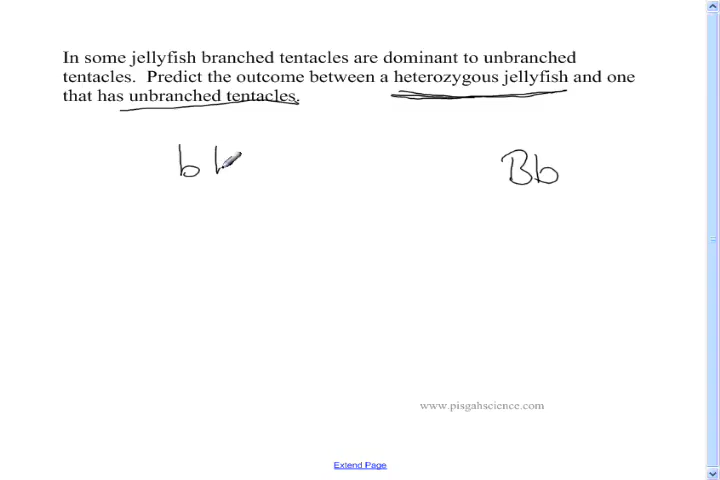 In some jellyfish branched tentacles are dominant to unbranched
tentacles. Predict the outcome between a heterozygous jellyfish and one
that has unbranched tentacles.
b Bb
www.pisgahscience.com
Extend Page